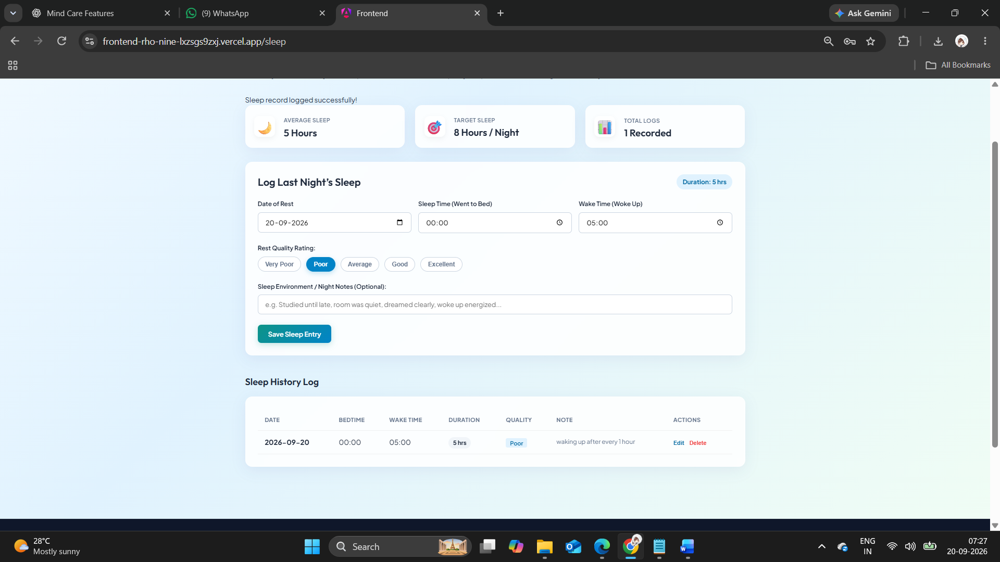 Mind Care Features
(9) WhatsApp
Frontend
Ask Gemini
frontend-rho-nine-lxzsgs9zxj.vercel.app/sleep
All Bookmarks
Sleep record logged successfully!
AVERAGE SLEEP
5 Hours
TARGET SLEEP
8 Hours / Night
TOTAL LOGS
1 Recorded
Log Last Night's Sleep
Duration: 5 hrs
Date of Rest
Sleep Time (Went to Bed)
Wake Time (Woke Up)
20-09-2026
00:00
05:00
Rest Quality Rating:
Very Poor
Poor
Average
Good
Excellent
Sleep Environment / Night Notes (Optional):
e.g. Studied until late, room was quiet, dreamed clearly, woke up energized...
Save Sleep Entry
Sleep History Log
DATE BEDTIME WAKE TIME DURATION QUALITY NOTE ACTIONS
2026-09-20 00:00 05:00 5 hrs Poor waking up after every 1 hour Edit Delete
28°C
Mostly sunny
Search
ENG
IN
07:27
20-09-2026